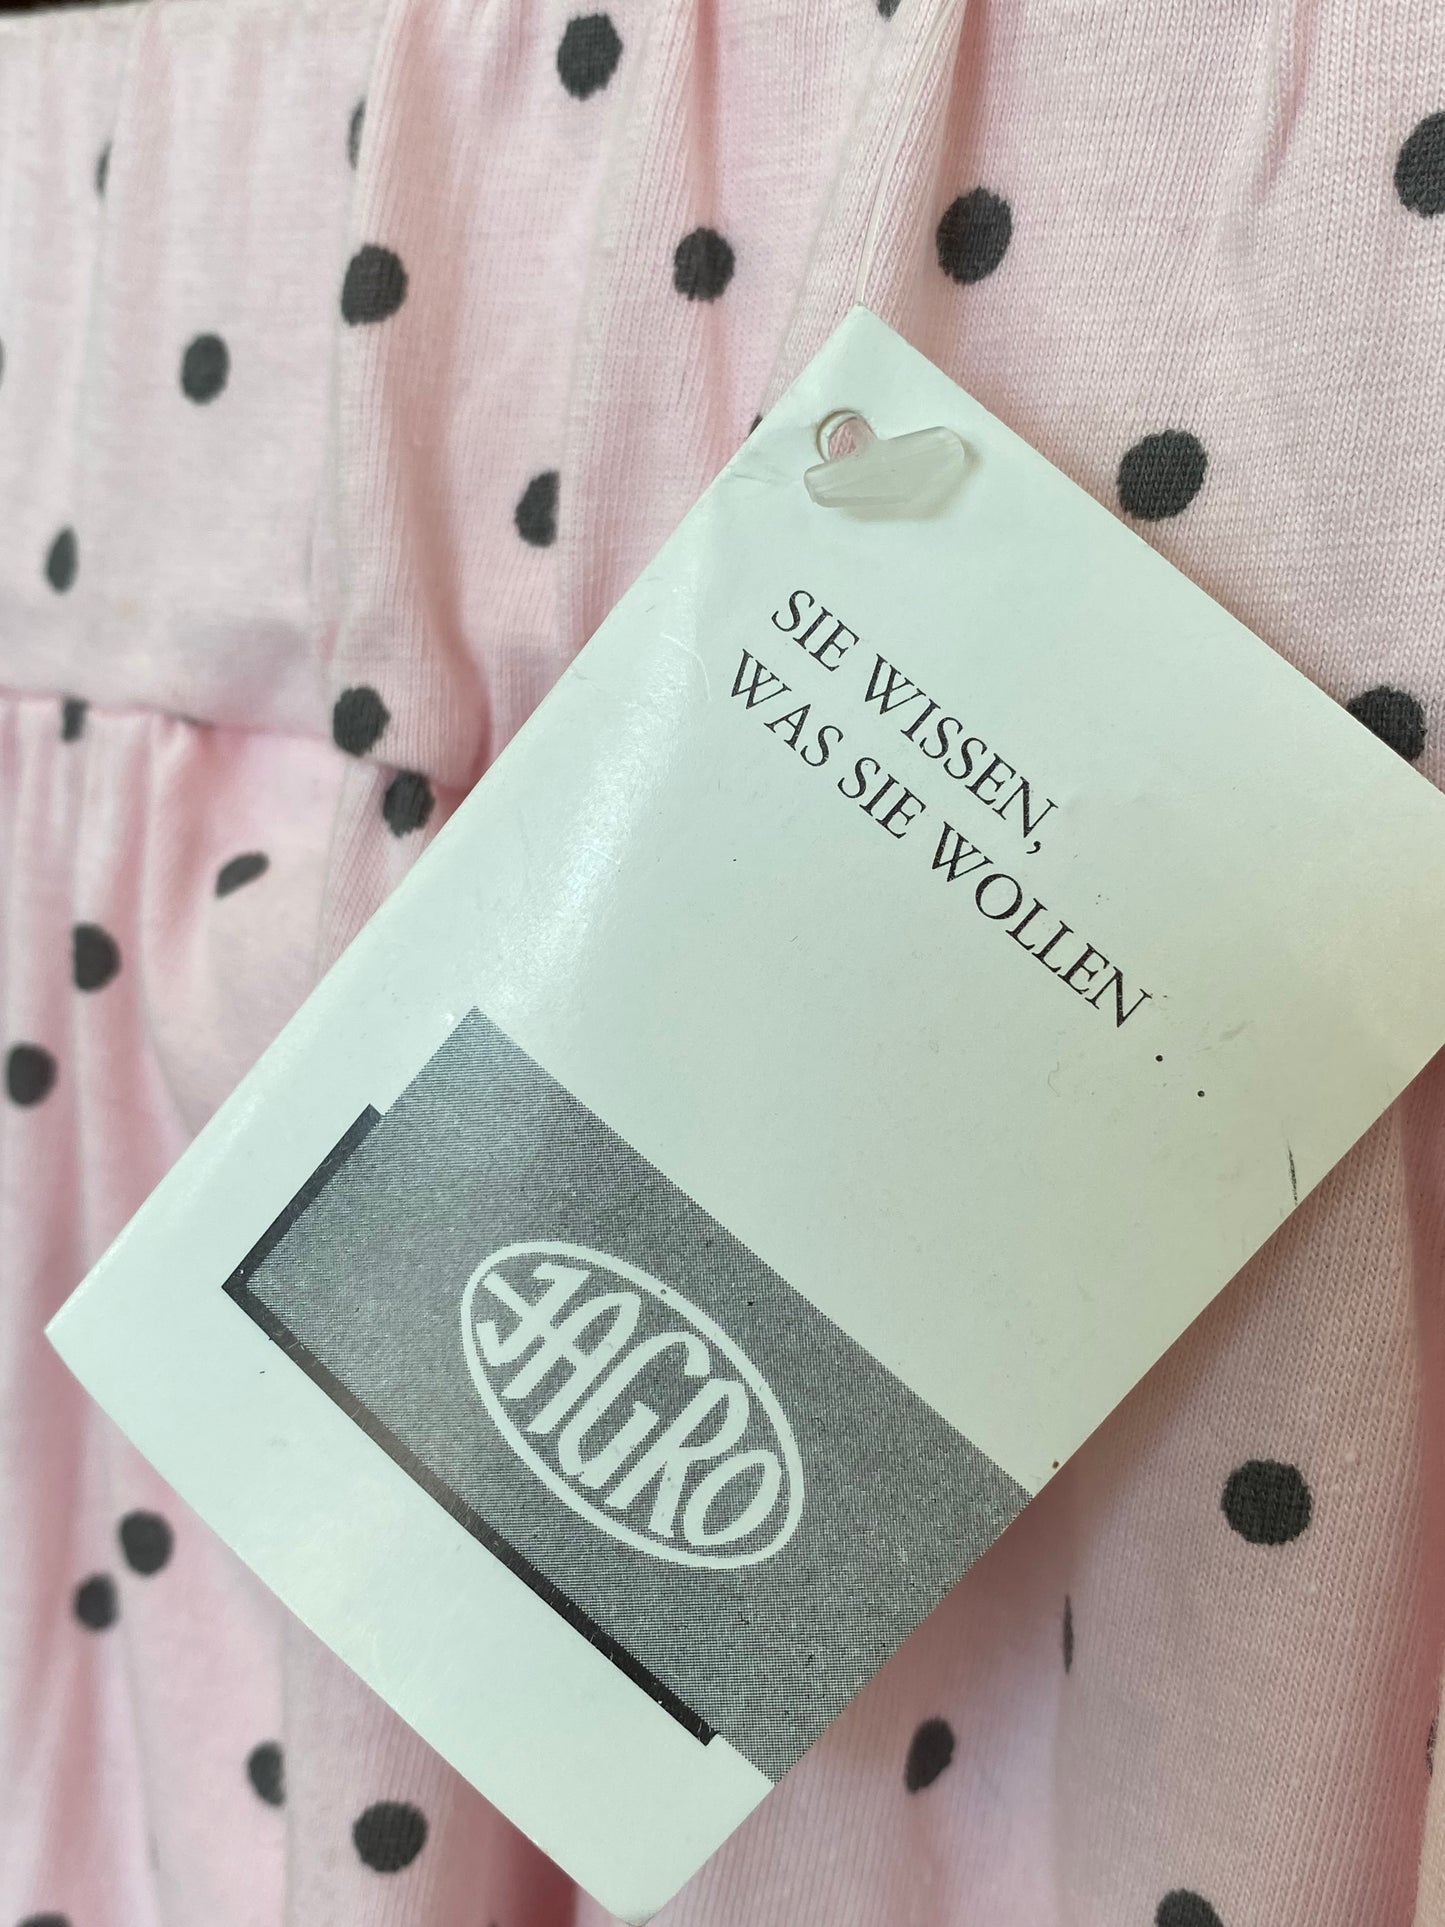 SIE WISSEN,
WAS SIE WOLLEN . .
JAGRO